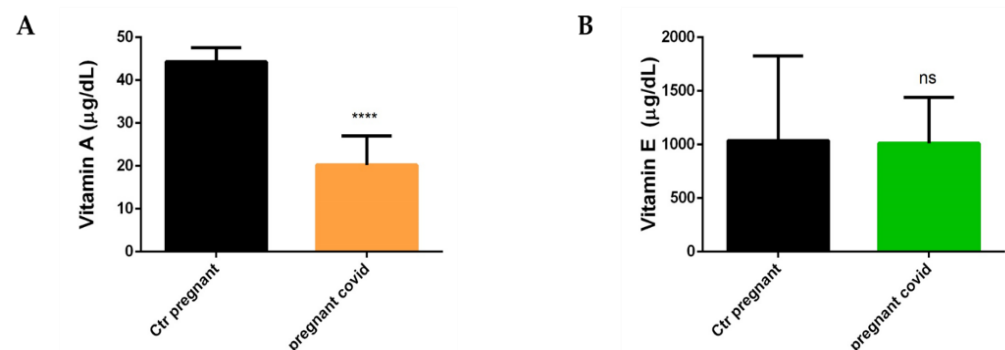 A
Vitamin A (µg/dL)
50
40
30
20
10
0
****
Ctr pregnant
pregnant covid
B
Vitamin E (µg/dL)
2000
1500
1000
500
0
ns
Ctr pregnant
pregnant covid